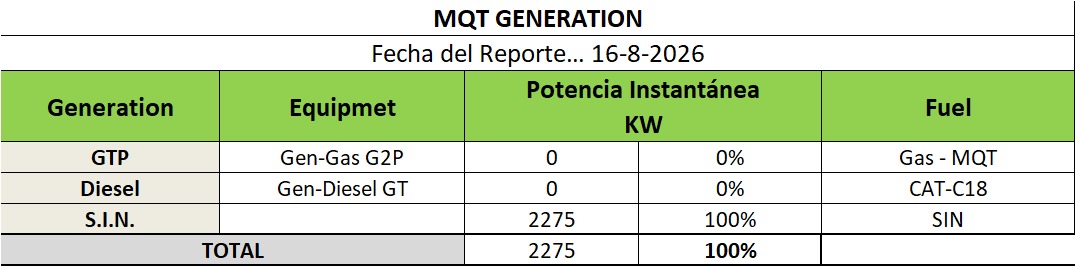 MQT GENERATION
Fecha del Reporte... 16-8-2026
Generation Equipmet Potencia Instantánea KW Fuel
GTP Gen-Gas G2P 0 0% Gas - MQT
Diesel Gen-Diesel GT 0 0% CAT-C18
S.I.N. 2275 100% SIN
TOTAL 2275 100%